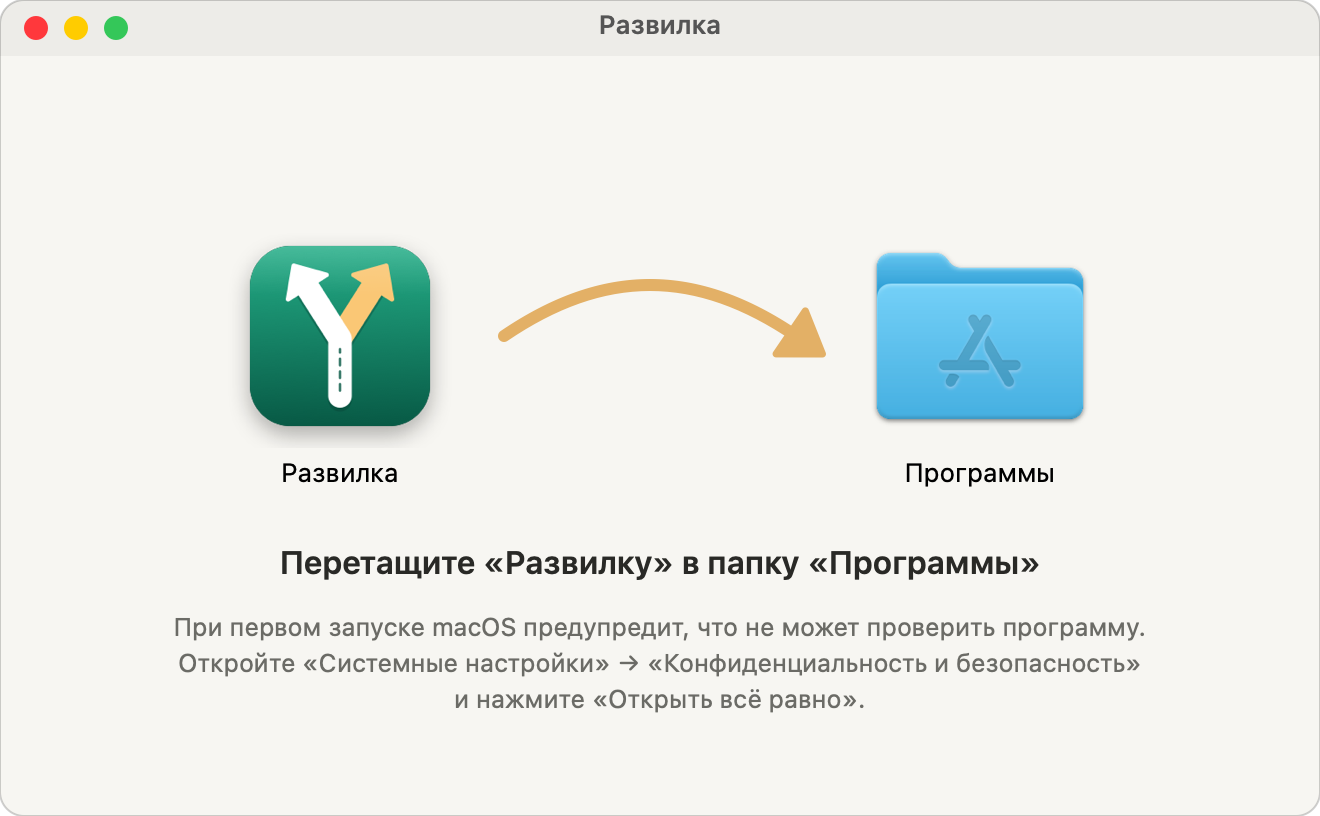 Развилка
Развилка
Программы
Перетащите «Развилку» в папку «Программы»
При первом запуске macOS предупредит, что не может проверить программу.
Откройте «Системные настройки» → «Конфиденциальность и безопасность»
и нажмите «Открыть всё равно».